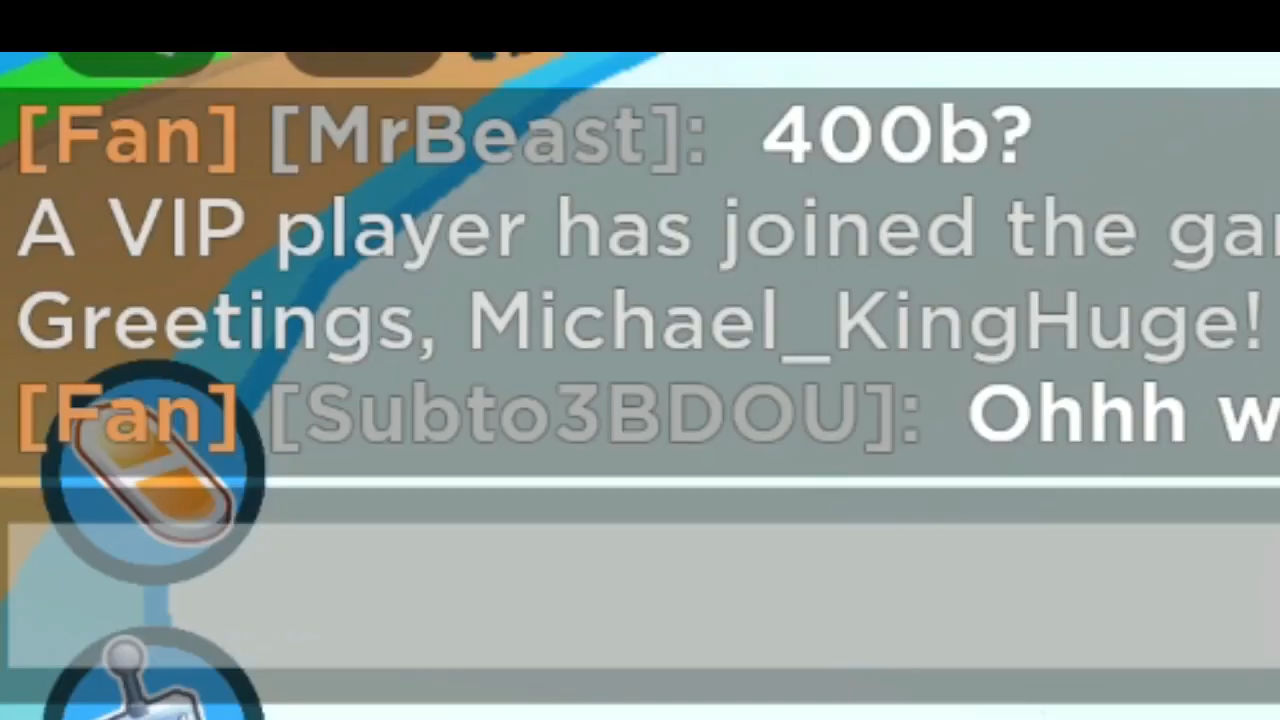 [Fan] [MrBeast]: 400b?
A VIP player has joined the
Greetings, Michael_KingHuge!
[Fan] [Subto3BDOU]: Ohhh